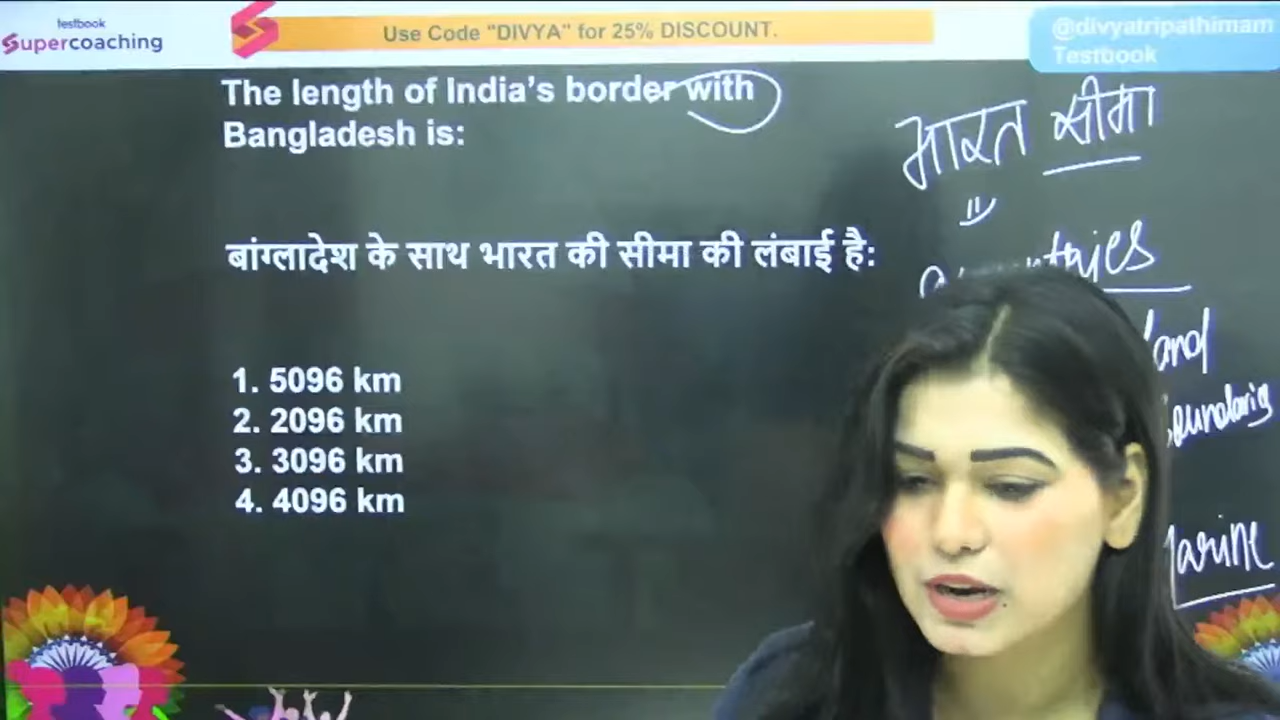 testbook
Supercoaching
Use Code "DIVYA" for 25% DISCOUNT.
@divyatripathimam
Testbook
The length of India's border with
Bangladesh is:
बांग्लादेश के साथ भारत की सीमा की लंबाई है:
1. 5096 km
2. 2096 km
3. 3096 km
4. 4096 km
भारत सीमा